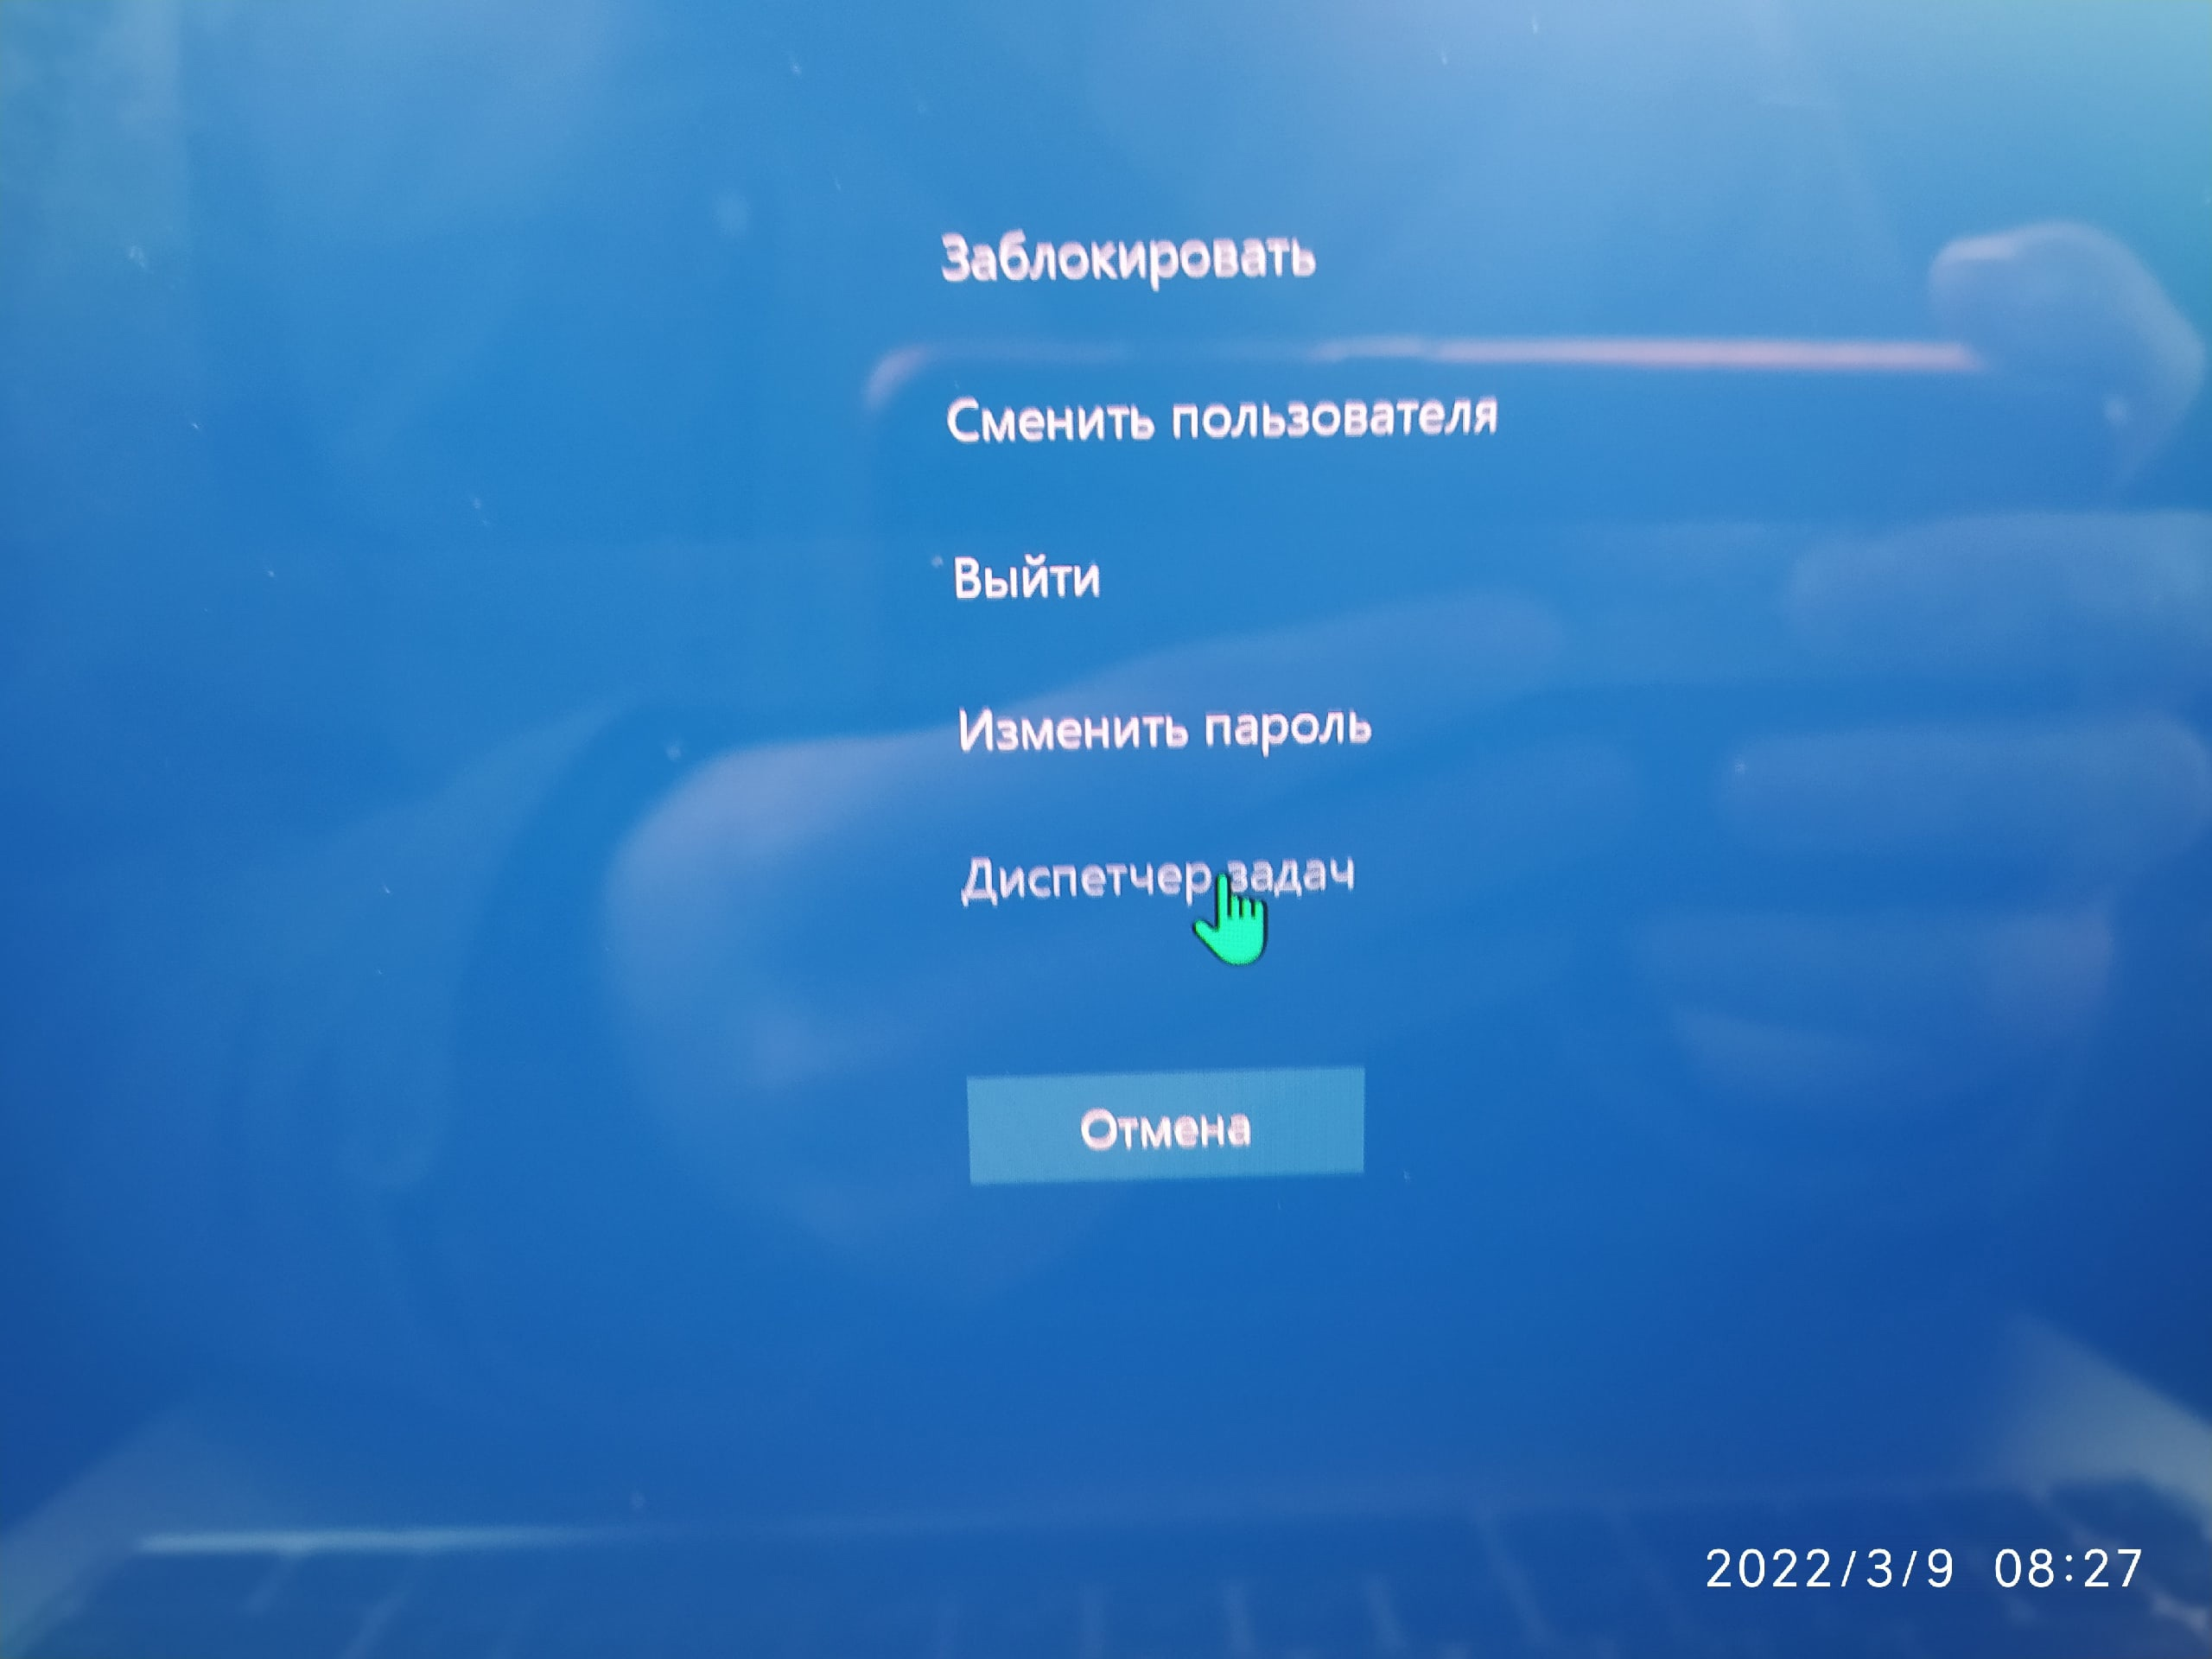 Заблокировать
Сменить пользователя
Выйти
Изменить пароль
Диспетчер задач
Отмена
2022/3/9 08:27